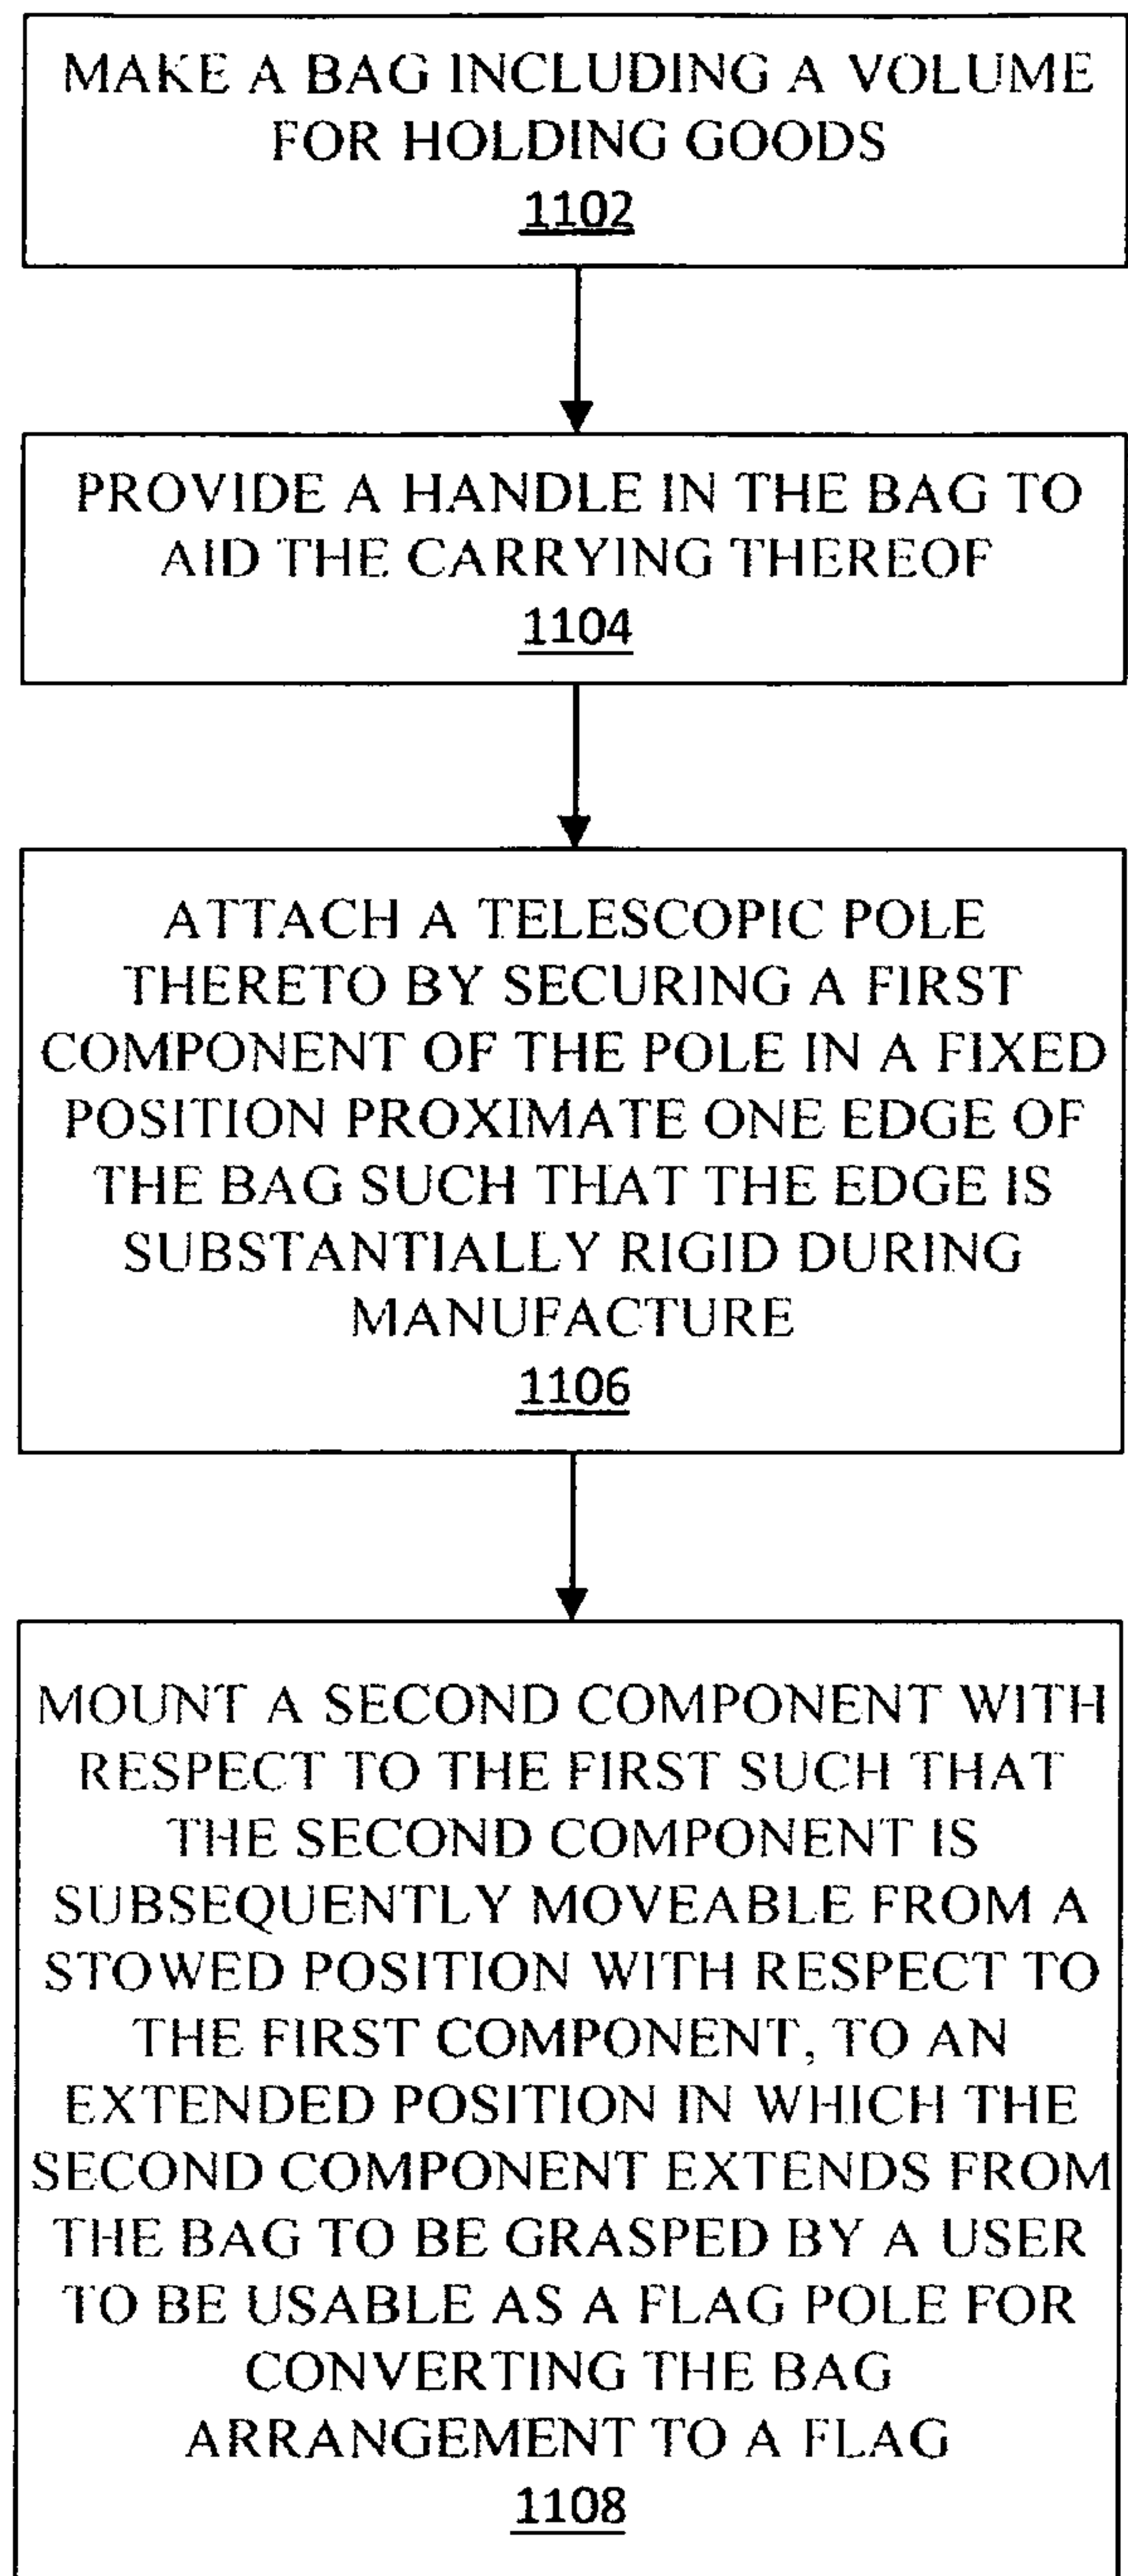 MAKE A BAG INCLUDING A VOLUME
FOR HOLDING GOODS
1102
PROVIDE A HANDLE IN THE BAG TO
AID THE CARRYING THEREOF
1104
ATTACH A TELESCOPIC POLE
THERETO BY SECURING A FIRST
COMPONENT OF THE POLE IN A FIXED
POSITION PROXIMATE ONE EDGE OF
THE BAG SUCH THAT THE EDGE IS
SUBSTANTIALLY RIGID DURING
MANUFACTURE
1106
MOUNT A SECOND COMPONENT WITH
RESPECT TO THE FIRST SUCH THAT
THE SECOND COMPONENT IS
SUBSEQUENTLY MOVEABLE FROM A
STOWED POSITION WITH RESPECT TO
THE FIRST COMPONENT, TO AN
EXTENDED POSITION IN WHICH THE
SECOND COMPONENT EXTENDS FROM
THE BAG TO BE GRASPED BY A USER
TO BE USABLE AS A FLAG POLE FOR
CONVERTING THE BAG
ARRANGEMENT TO A FLAG
1108